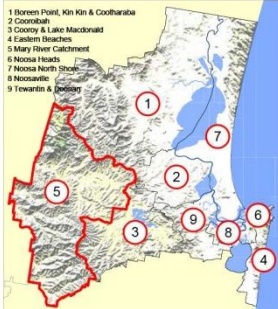 1 Boreen Point, Kin Kin & Cootharaba
2 Cooroibah
3 Cooroy & Lake Macdonald
4 Eastern Beaches
5 Mary River Catchment
6 Noosa Heads
7 Noosa North Shore
8 Noosaville
9 Tewantin & Doonan
1
7
2
5
6
9
3
8
4